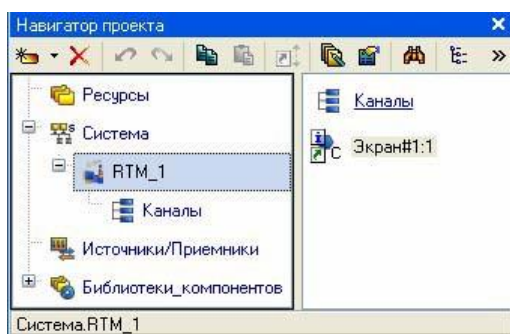 Навигатор проекта
Ресурсы
Система
RTM_1
Каналы
Источники/Приемники
Библиотеки_компонентов
Каналы
Экран#1:1
Система.RTM_1